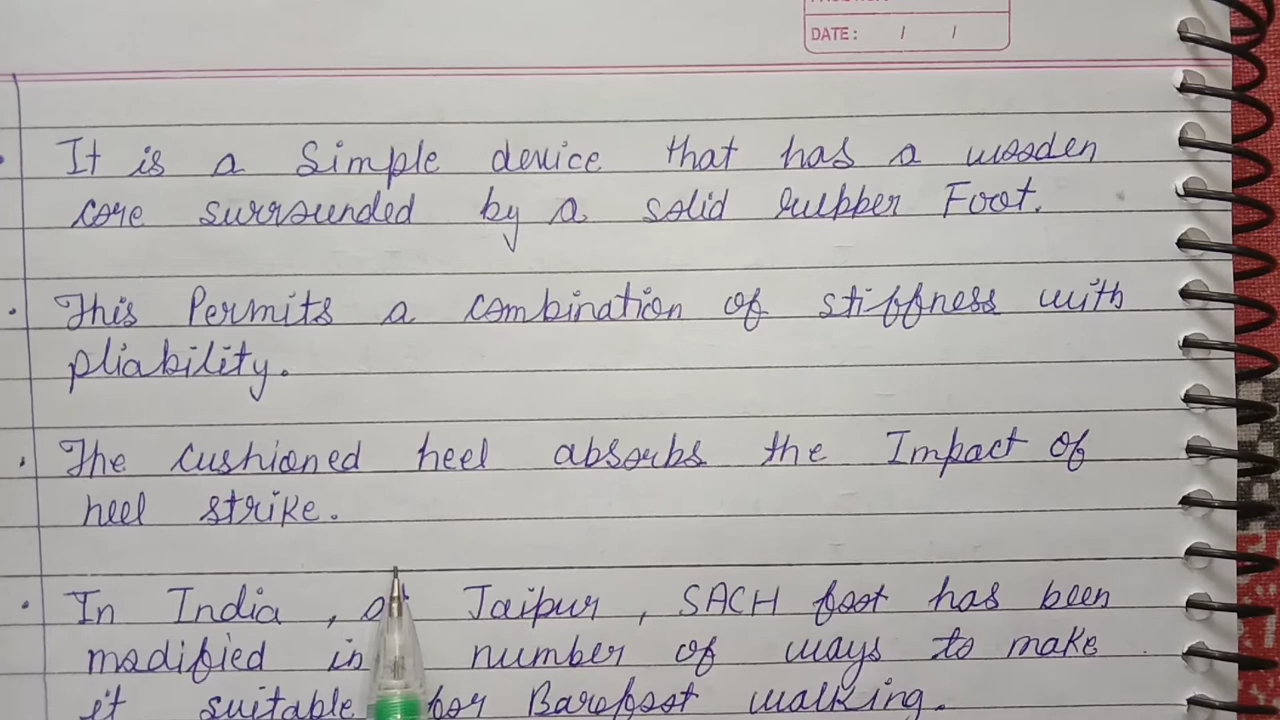 DATE: / /
It is a Simple device that has a wooden
core surrounded by a solid rubber Foot.
This Permits a combination of stiffness with
pliability.
The cushioned heel absorbs the Impact of
heel strike.
In India, at Jaipur, SACH foot has been
modified in number of ways to make
it suitable for Barefoot walking.